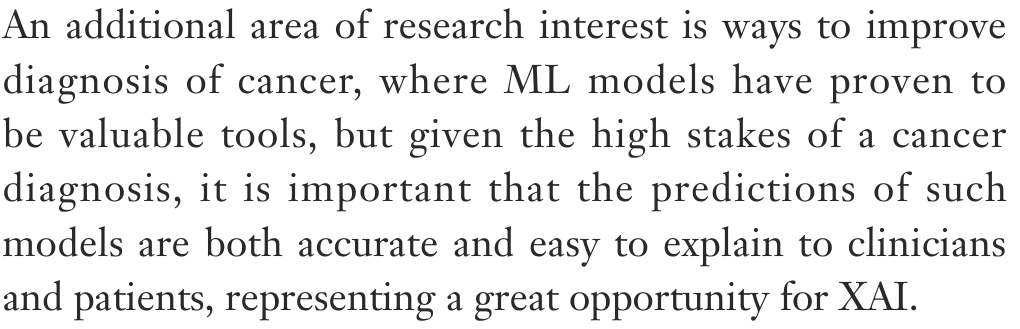 An additional area of research interest is ways to improve
diagnosis of cancer, where ML models have proven to
be valuable tools, but given the high stakes of a cancer
diagnosis, it is important that the predictions of such
models are both accurate and easy to explain to clinicians
and patients, representing a great opportunity for XAI.